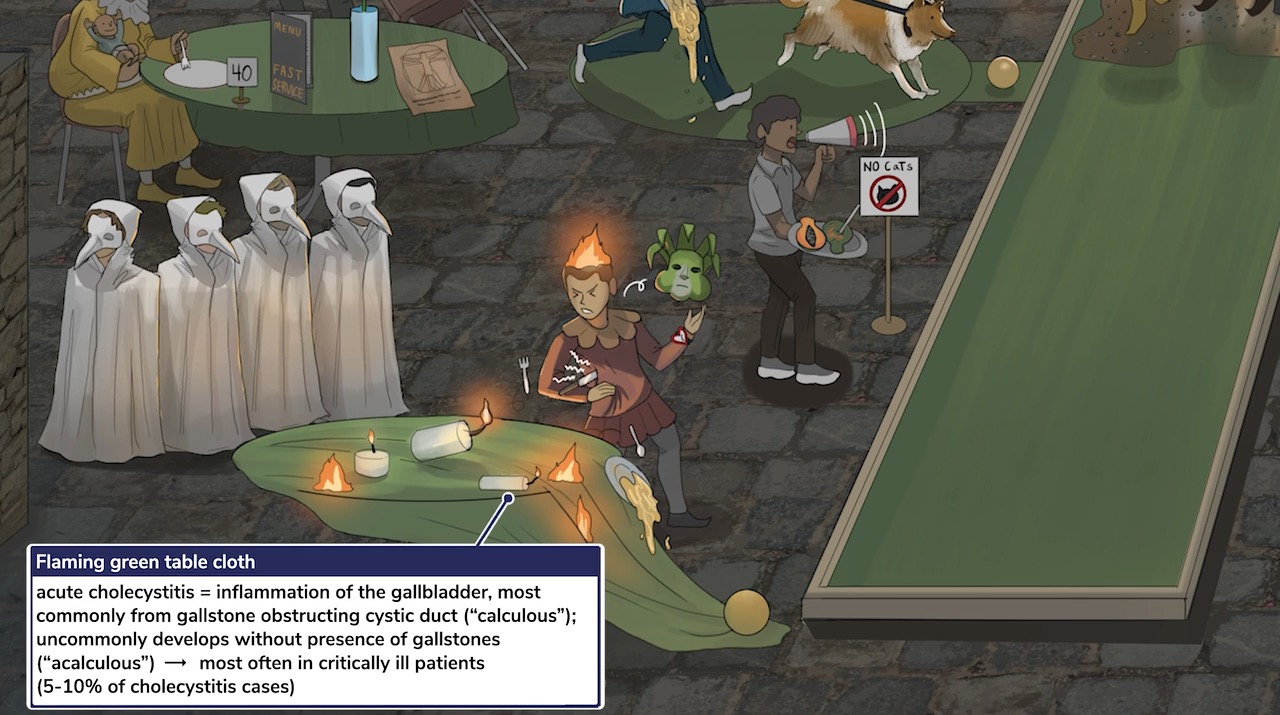 MENU
FAST
SERVICE
40
NO CaTs
Flaming green table cloth
acute cholecystitis = inflammation of the gallbladder, most
commonly from gallstone obstructing cystic duct (“calculous”);
uncommonly develops without presence of gallstones
(“acalculous”) → most often in critically ill patients
(5-10% of cholecystitis cases)